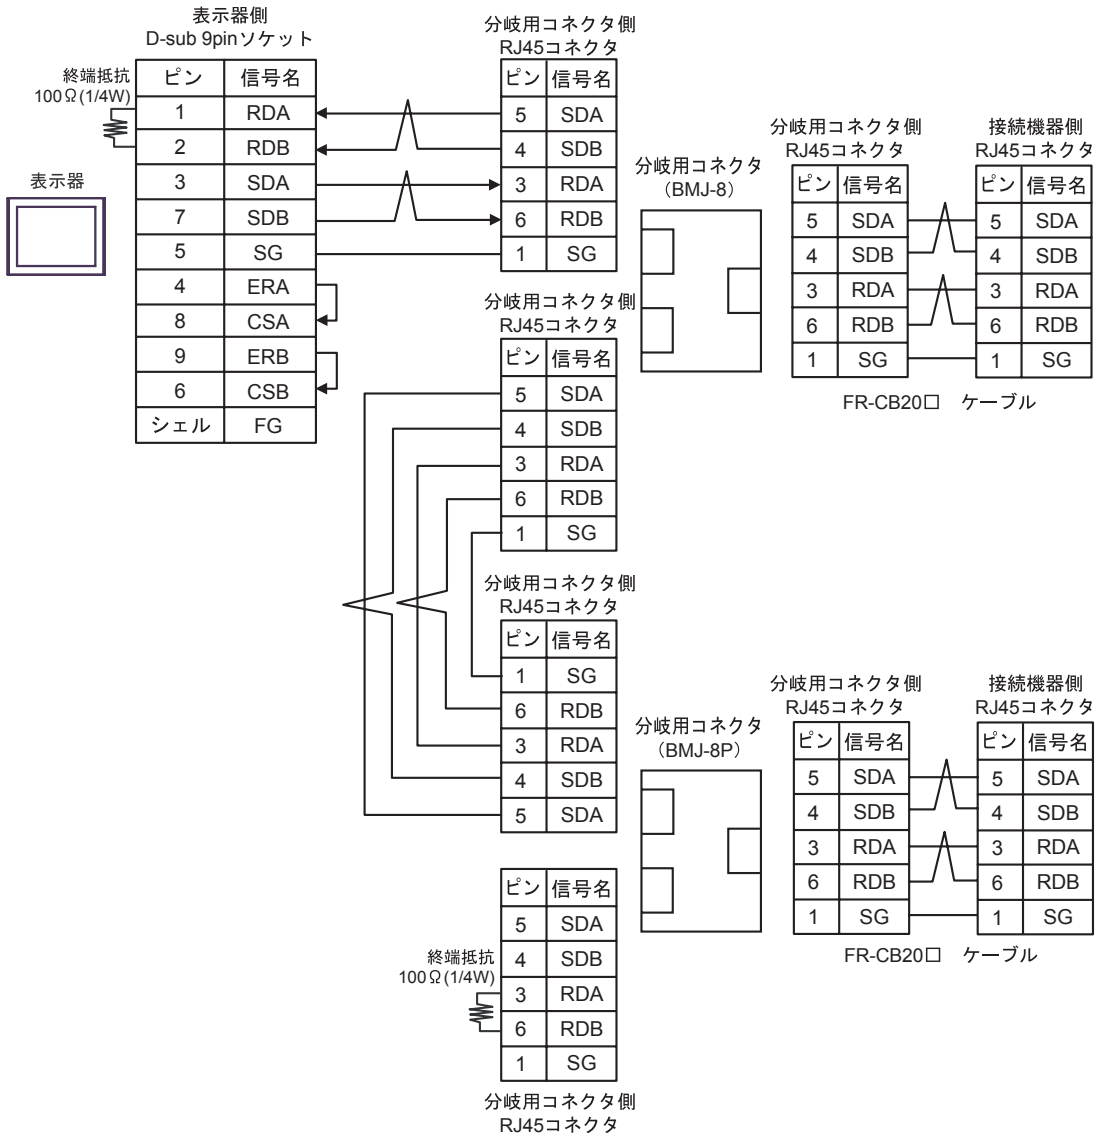 表示器側
D-sub 9pinソケット
終端抵抗
100Ω(1/4W)
ピン 信号名
1 RDA
2 RDB
3 SDA
7 SDB
5 SG
4 ERA
8 CSA
9 ERB
6 CSB
シェル FG
表示器
分岐用コネクタ側
RJ45コネクタ
ピン 信号名
5 SDA
4 SDB
3 RDA
6 RDB
1 SG
分岐用コネクタ
（BMJ-8）
分岐用コネクタ側
RJ45コネクタ
ピン 信号名
5 SDA
4 SDB
3 RDA
6 RDB
1 SG
接続機器側
RJ45コネクタ
ピン 信号名
5 SDA
4 SDB
3 RDA
6 RDB
1 SG
FR-CB20□ ケーブル
分岐用コネクタ側
RJ45コネクタ
ピン 信号名
5 SDA
4 SDB
3 RDA
6 RDB
1 SG
分岐用コネクタ側
RJ45コネクタ
ピン 信号名
1 SG
6 RDB
3 RDA
4 SDB
5 SDA
分岐用コネクタ
（BMJ-8P）
分岐用コネクタ側
RJ45コネクタ
ピン 信号名
5 SDA
4 SDB
3 RDA
6 RDB
1 SG
接続機器側
RJ45コネクタ
ピン 信号名
5 SDA
4 SDB
3 RDA
6 RDB
1 SG
FR-CB20□ ケーブル
終端抵抗
100Ω(1/4W)
ピン 信号名
5 SDA
4 SDB
3 RDA
6 RDB
1 SG
分岐用コネクタ側
RJ45コネクタ